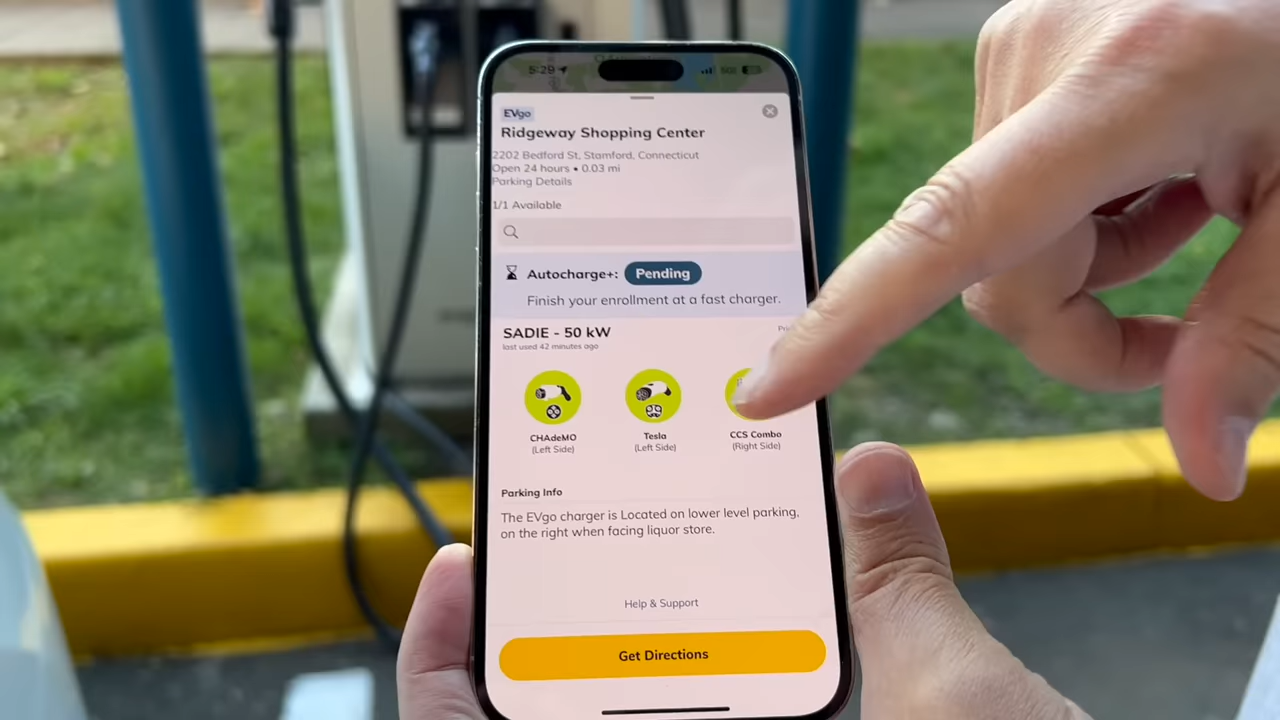 5:29
EVgo
Ridgeway Shopping Center
2202 Bedford St, Stamford, Connecticut
Open 24 hours • 0.03 mi
Parking Details
1/1 Available
Autocharge+: Pending
Finish your enrollment at a fast charger.
SADIE - 50 kW
last used 42 minutes ago
CHAdeMO
(Left Side)
Tesla
(Left Side)
CCS Combo
(Right Side)
Parking Info
The EVgo charger is Located on lower level parking,
on the right when facing liquor store.
Help & Support
Get Directions